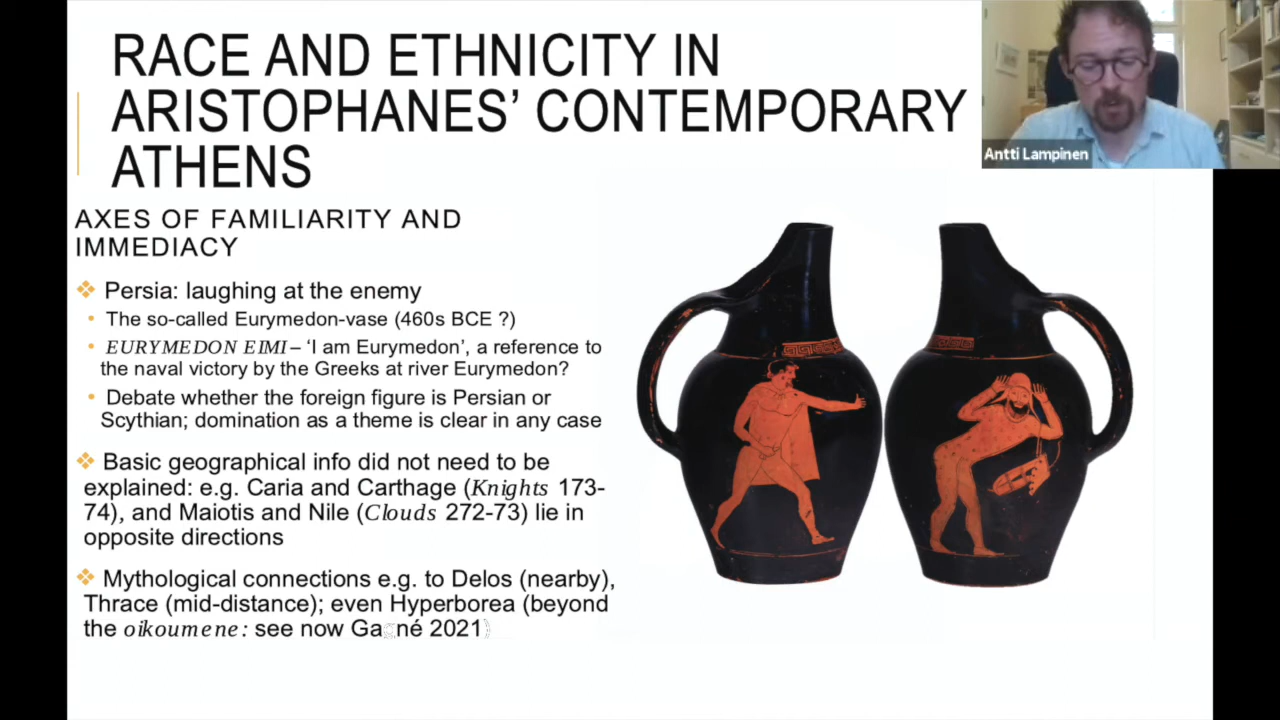 RACE AND ETHNICITY IN
ARISTOPHANES’ CONTEMPORARY
ATHENS
Antti Lampinen
AXES OF FAMILIARITY AND
IMMEDIACY
❖ Persia: laughing at the enemy
• The so-called Eurymedon-vase (460s BCE ?)
• EURYMEDON EIMI – ‘I am Eurymedon’, a reference to
the naval victory by the Greeks at river Eurymedon?
• Debate whether the foreign figure is Persian or
Scythian; domination as a theme is clear in any case
❖ Basic geographical info did not need to be
explained: e.g. Caria and Carthage (Knights 173-
74), and Maiotis and Nile (Clouds 272-73) lie in
opposite directions
❖ Mythological connections e.g. to Delos (nearby),
Thrace (mid-distance); even Hyperborea (beyond
the oikoumene: see now Gagné 2021)